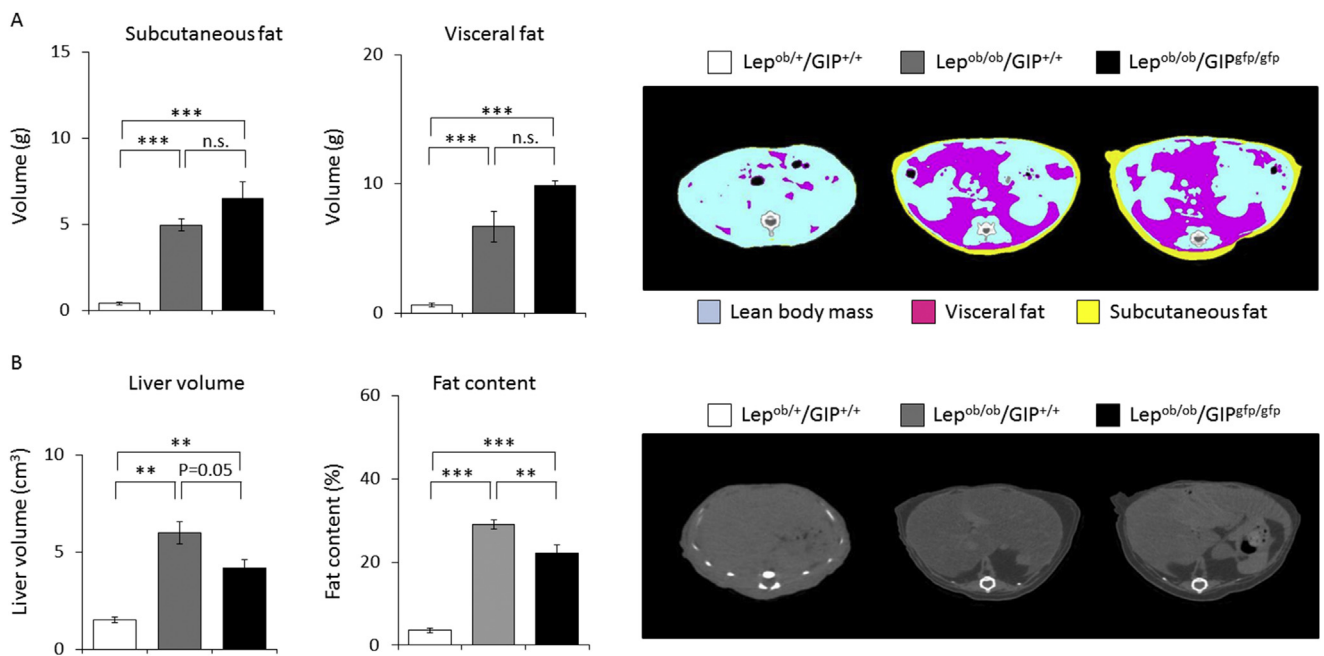 A
Subcutaneous fat
Volume (g)
15
10
5
0
***
***
n.s.
Visceral fat
Volume (g)
20
10
0
***
***
n.s.
Lep^ob/+/GIP^+/+ Lep^ob/ob/GIP^+/+ Lep^ob/ob/GIP^gfp/gfp
Lean body mass Visceral fat Subcutaneous fat
B
Liver volume
Liver volume (cm³)
10
5
0
**
** P=0.05
Fat content
Fat content (%)
60
40
20
0
***
*** **
Lep^ob/+/GIP^+/+ Lep^ob/ob/GIP^+/+ Lep^ob/ob/GIP^gfp/gfp